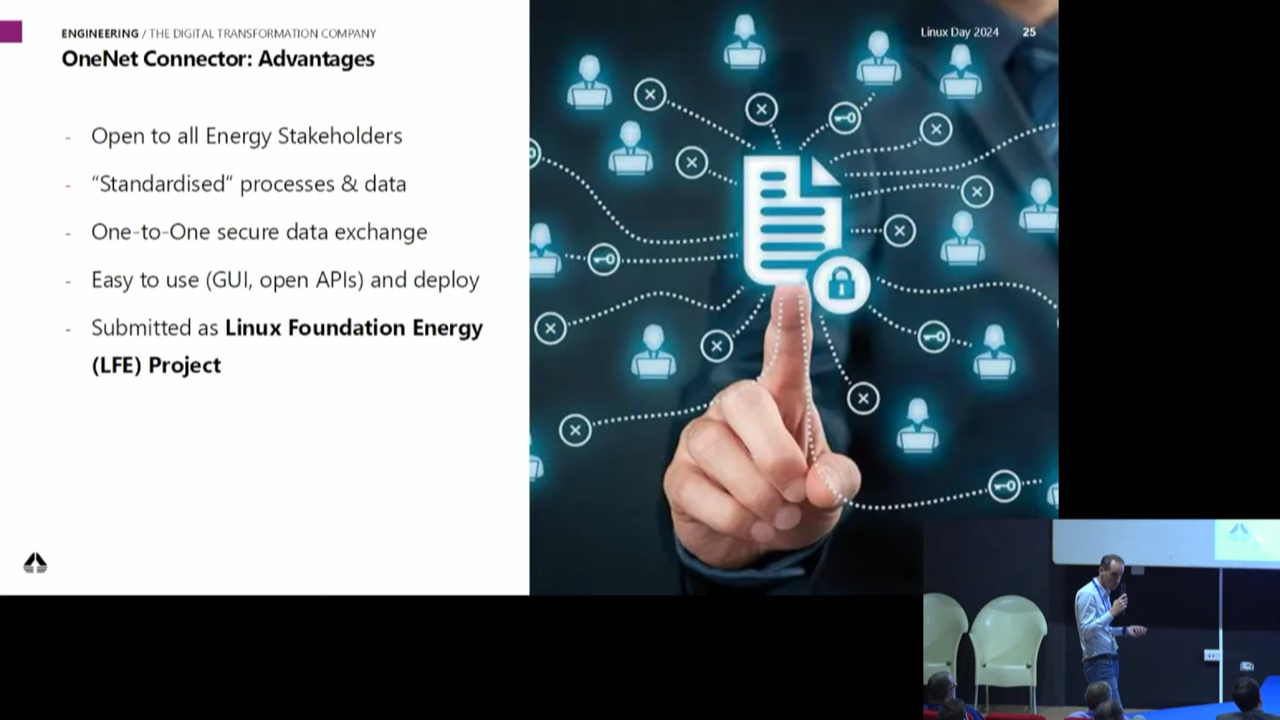 ENGINEERING / THE DIGITAL TRANSFORMATION COMPANY
OneNet Connector: Advantages
Linux Day 2024 25
- Open to all Energy Stakeholders
- “Standardised” processes & data
- One-to-One secure data exchange
- Easy to use (GUI, open APIs) and deploy
- Submitted as Linux Foundation Energy
(LFE) Project